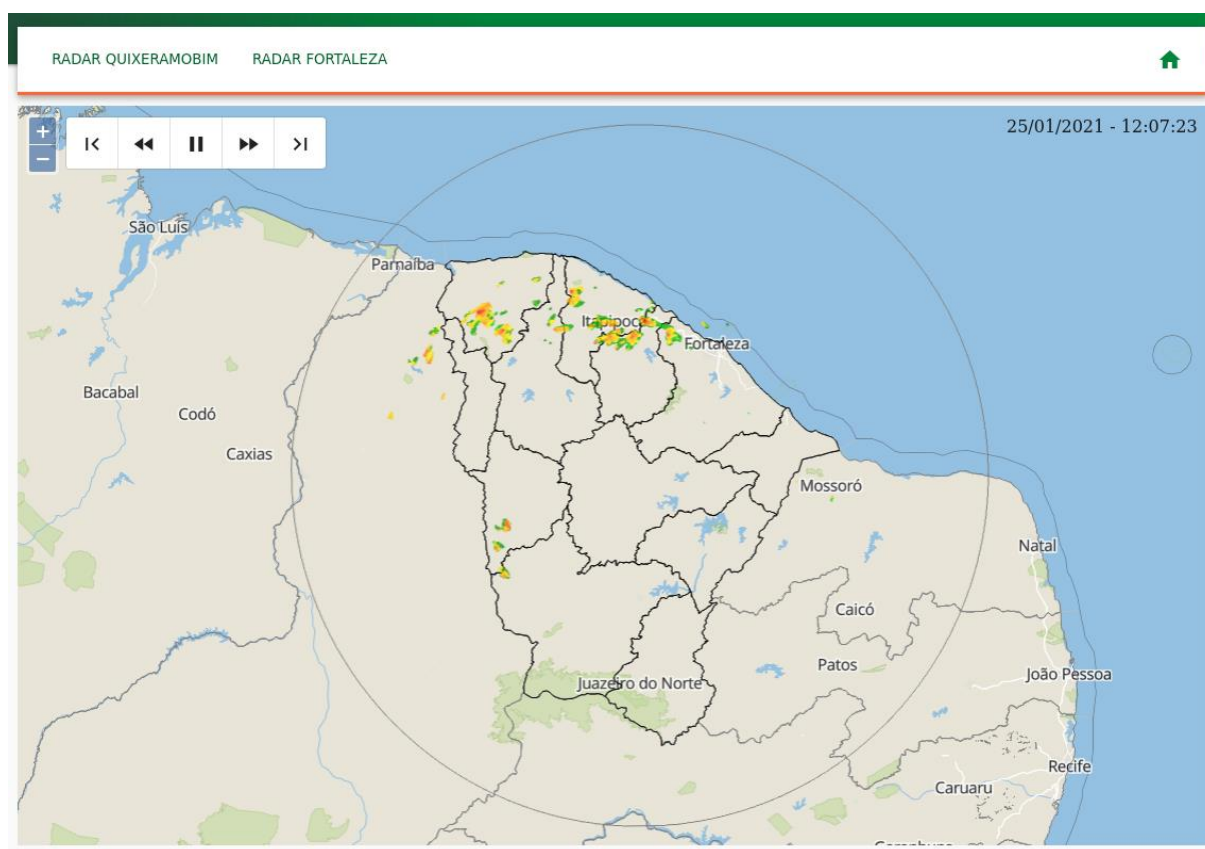 RADAR QUIXERAMOBIM RADAR FORTALEZA
+
−
25/01/2021 - 12:07:23
São Luís
Parnaíba
Fortaleza
Bacabal
Codó
Caxias
Mossoró
Natal
Caicó
Patos
João Pessoa
Juazeiro do Norte
Recife
Caruaru